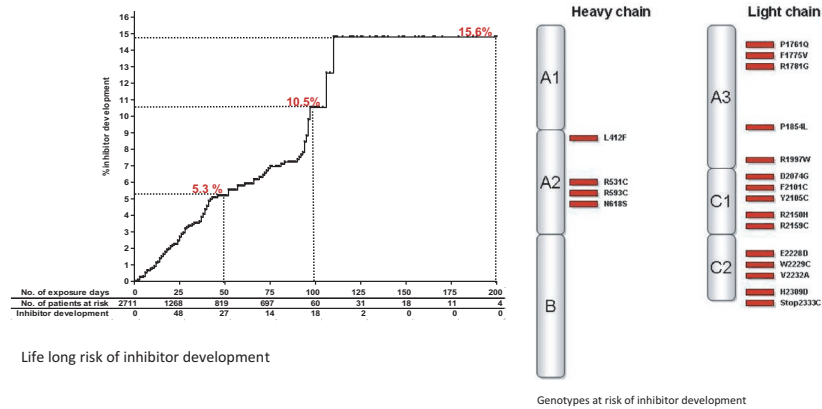 16
15
14
13
12
11
10
9
8
7
6
5
4
3
2
1
0
%inhibitor development
5.3 %
10.5%
15.6%
No. of exposure days 0 25 50 75 100 125 150 175 200
No. of patients at risk 2711 1268 819 697 60 31 18 11 4
Inhibitor development 0 48 27 14 18 2 0 0 0
Life long risk of inhibitor development
Heavy chain
A1
A2
B
L412F
R531C
R593C
N618S
Light chain
A3
C1
C2
P1761Q
F1775V
R1781G
P1854L
R1997W
D2074G
F2101C
Y2105C
R2150H
R2159C
E2228D
W2229C
V2232A
H2309D
Stop2333C
Genotypes at risk of inhibitor development